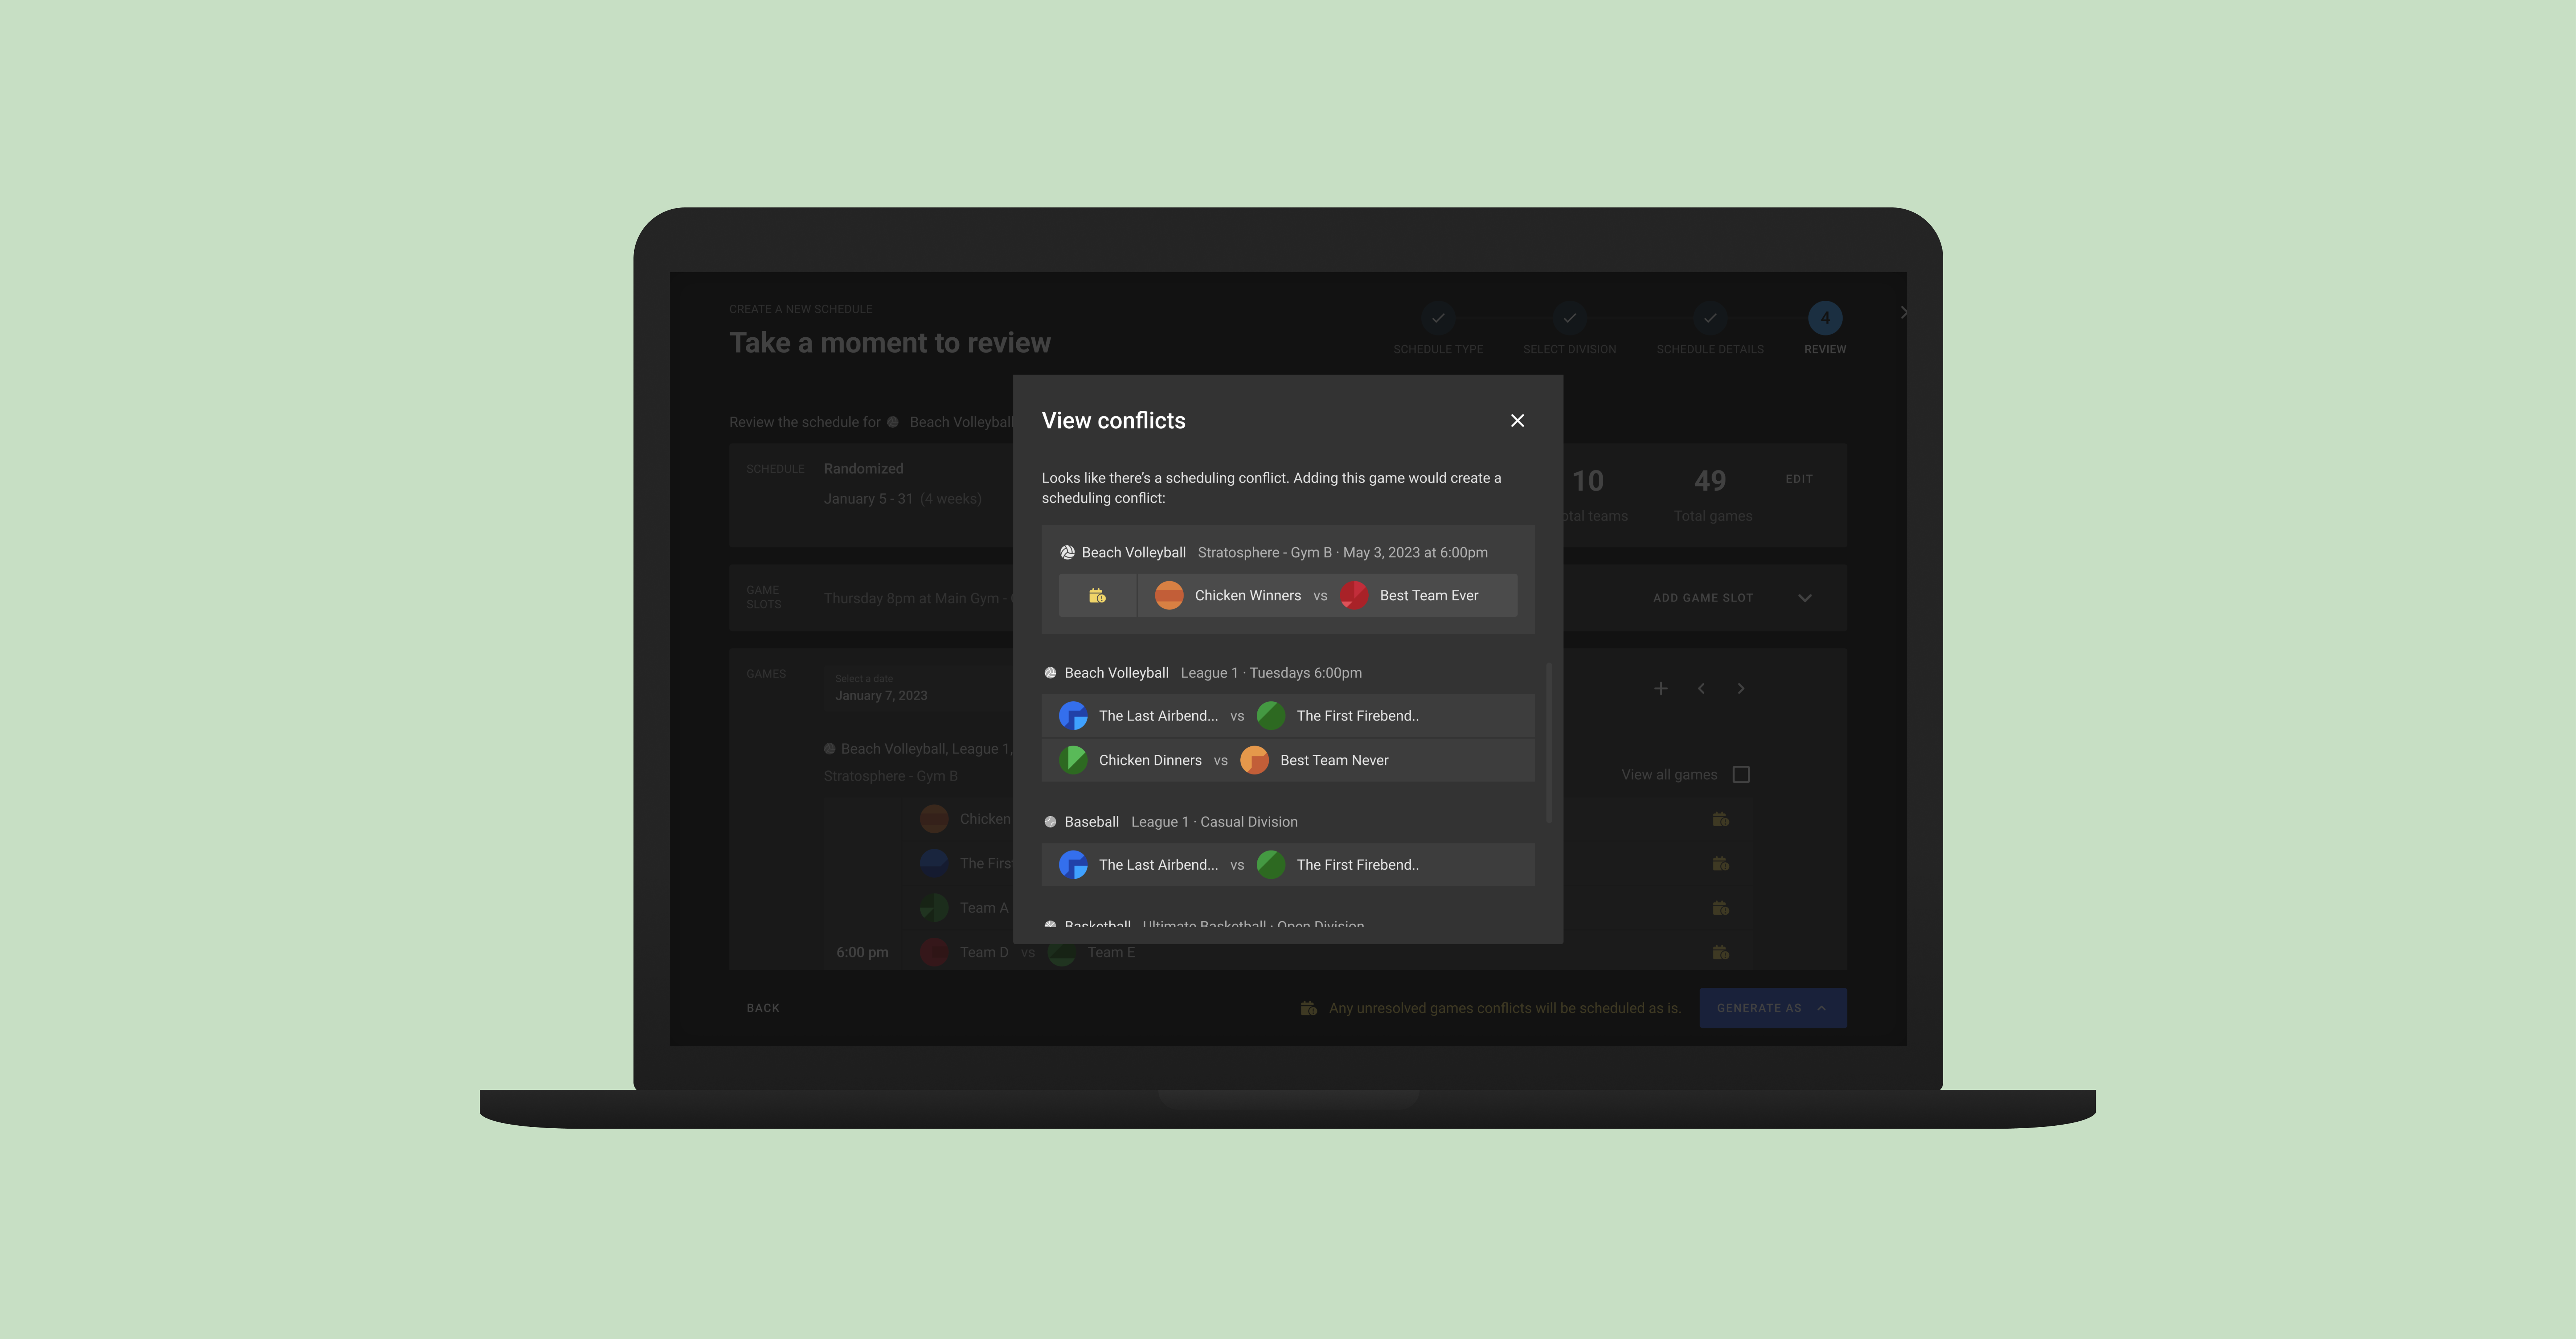 CREATE A NEW SCHEDULE
Take a moment to review
SCHEDULE TYPE
SELECT DIVISION
SCHEDULE DETAILS
4
REVIEW
Review the schedule for Beach Volleyball
SCHEDULE
Randomized
January 5 - 31 (4 weeks)
10
teams
49
Total games
EDIT
GAME
SLOTS
Thursday 8pm at Main Gym -
ADD GAME SLOT
GAMES
Select a date
January 7, 2023
Beach Volleyball, League 1,
Stratosphere - Gym B
View all games
Chicken
The First
Team A
6:00 pm
Team D vs Team E
BACK
Any unresolved games conflicts will be scheduled as is.
GENERATE AS
View conflicts
Looks like there’s a scheduling conflict. Adding this game would create a
scheduling conflict:
Beach Volleyball Stratosphere - Gym B · May 3, 2023 at 6:00pm
Chicken Winners vs Best Team Ever
Beach Volleyball League 1 · Tuesdays 6:00pm
The Last Airbend... vs The First Firebend..
Chicken Dinners vs Best Team Never
Baseball League 1 · Casual Division
The Last Airbend... vs The First Firebend..
Basketball Ultimate Basketball · Open Division